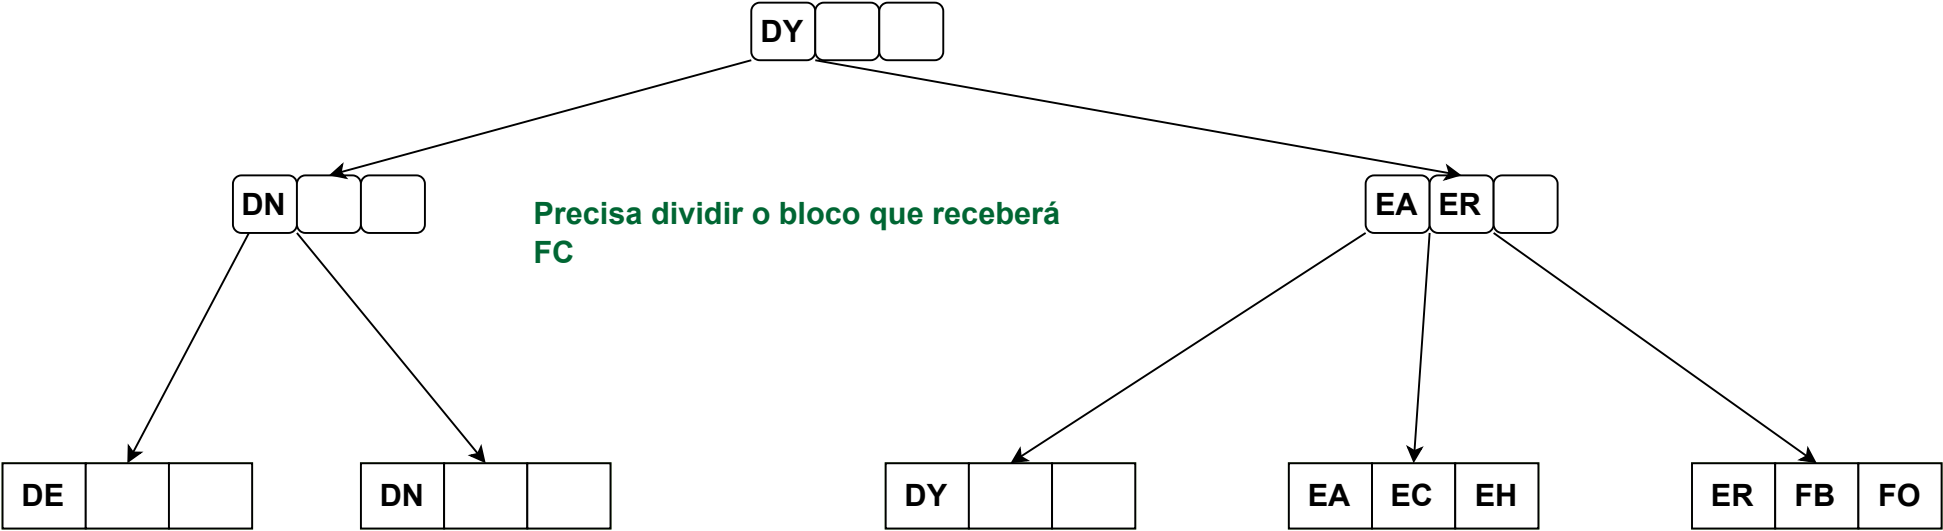 DY
DN
EA ER
Precisa dividir o bloco que receberá
FC
DE
DN
DY
EA EC EH
ER FB FO